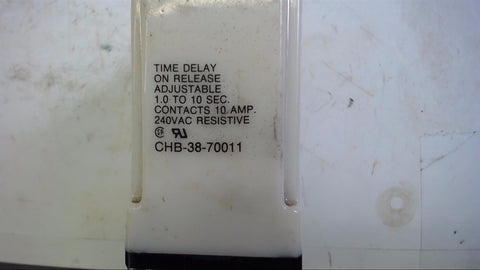 TIME DELAY
ON RELEASE
ADJUSTABLE
1.0 TO 10 SEC.
CONTACTS 10 AMP.
240VAC RESISTIVE
CHB-38-70011